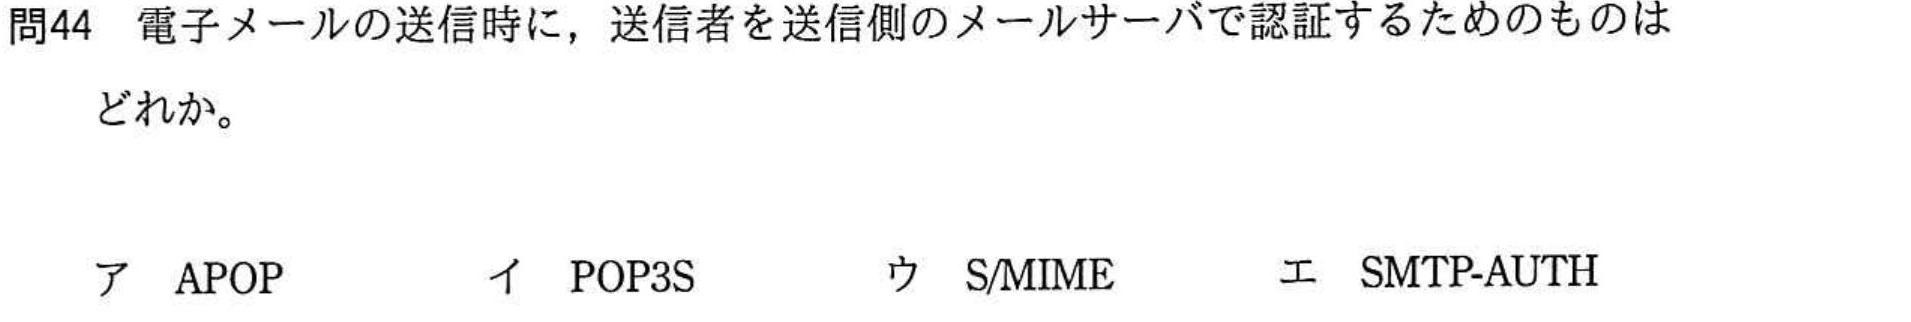 問44 電子メールの送信時に，送信者を送信側のメールサーバで認証するためのものは
どれか。
ア APOP イ POP3S ウ S/MIME エ SMTP-AUTH